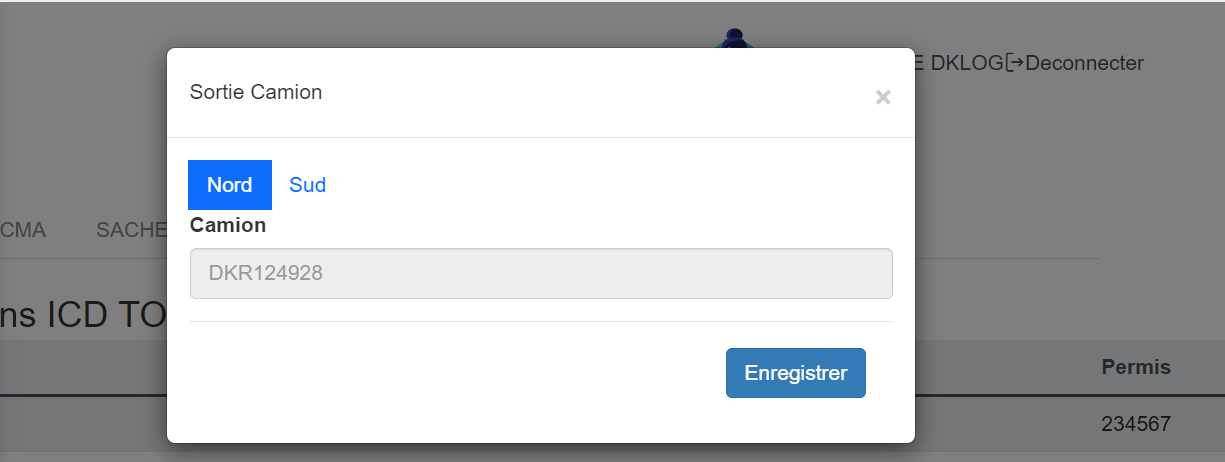 E DKLOG Deconnecter
Sortie Camion
×
Nord Sud
Camion
DKR124928
Enregistrer
CMA SACHE
ns ICD TO
Permis
234567